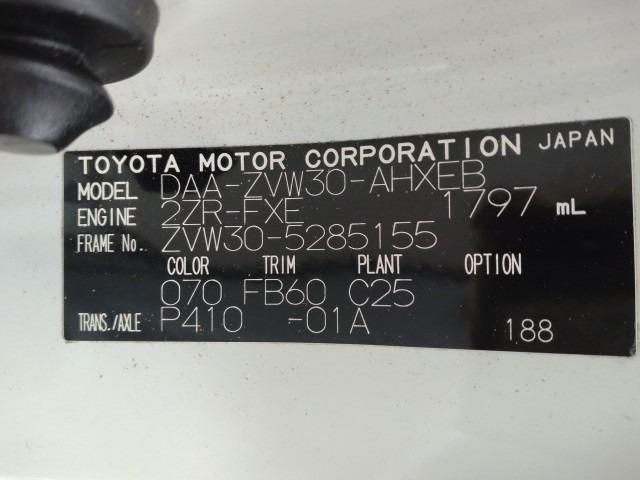 TOYOTA MOTOR CORPORATION JAPAN
MODEL DAA-ZVW30-AHXEB
ENGINE 2ZR-FXE 1797 mL
FRAME No. ZVW30-5285155
COLOR TRIM PLANT OPTION
070 FB60 C25
TRANS./AXLE P410 -01A 188